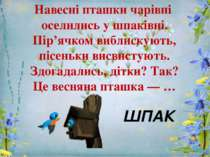 Навесні пташки чарівні
оселились у шпаківні.
Пір’ячком виблискують,
пісеньки висвистують.
Здогадались, дітки? Так?
Це весняна пташка — …
ШПАК